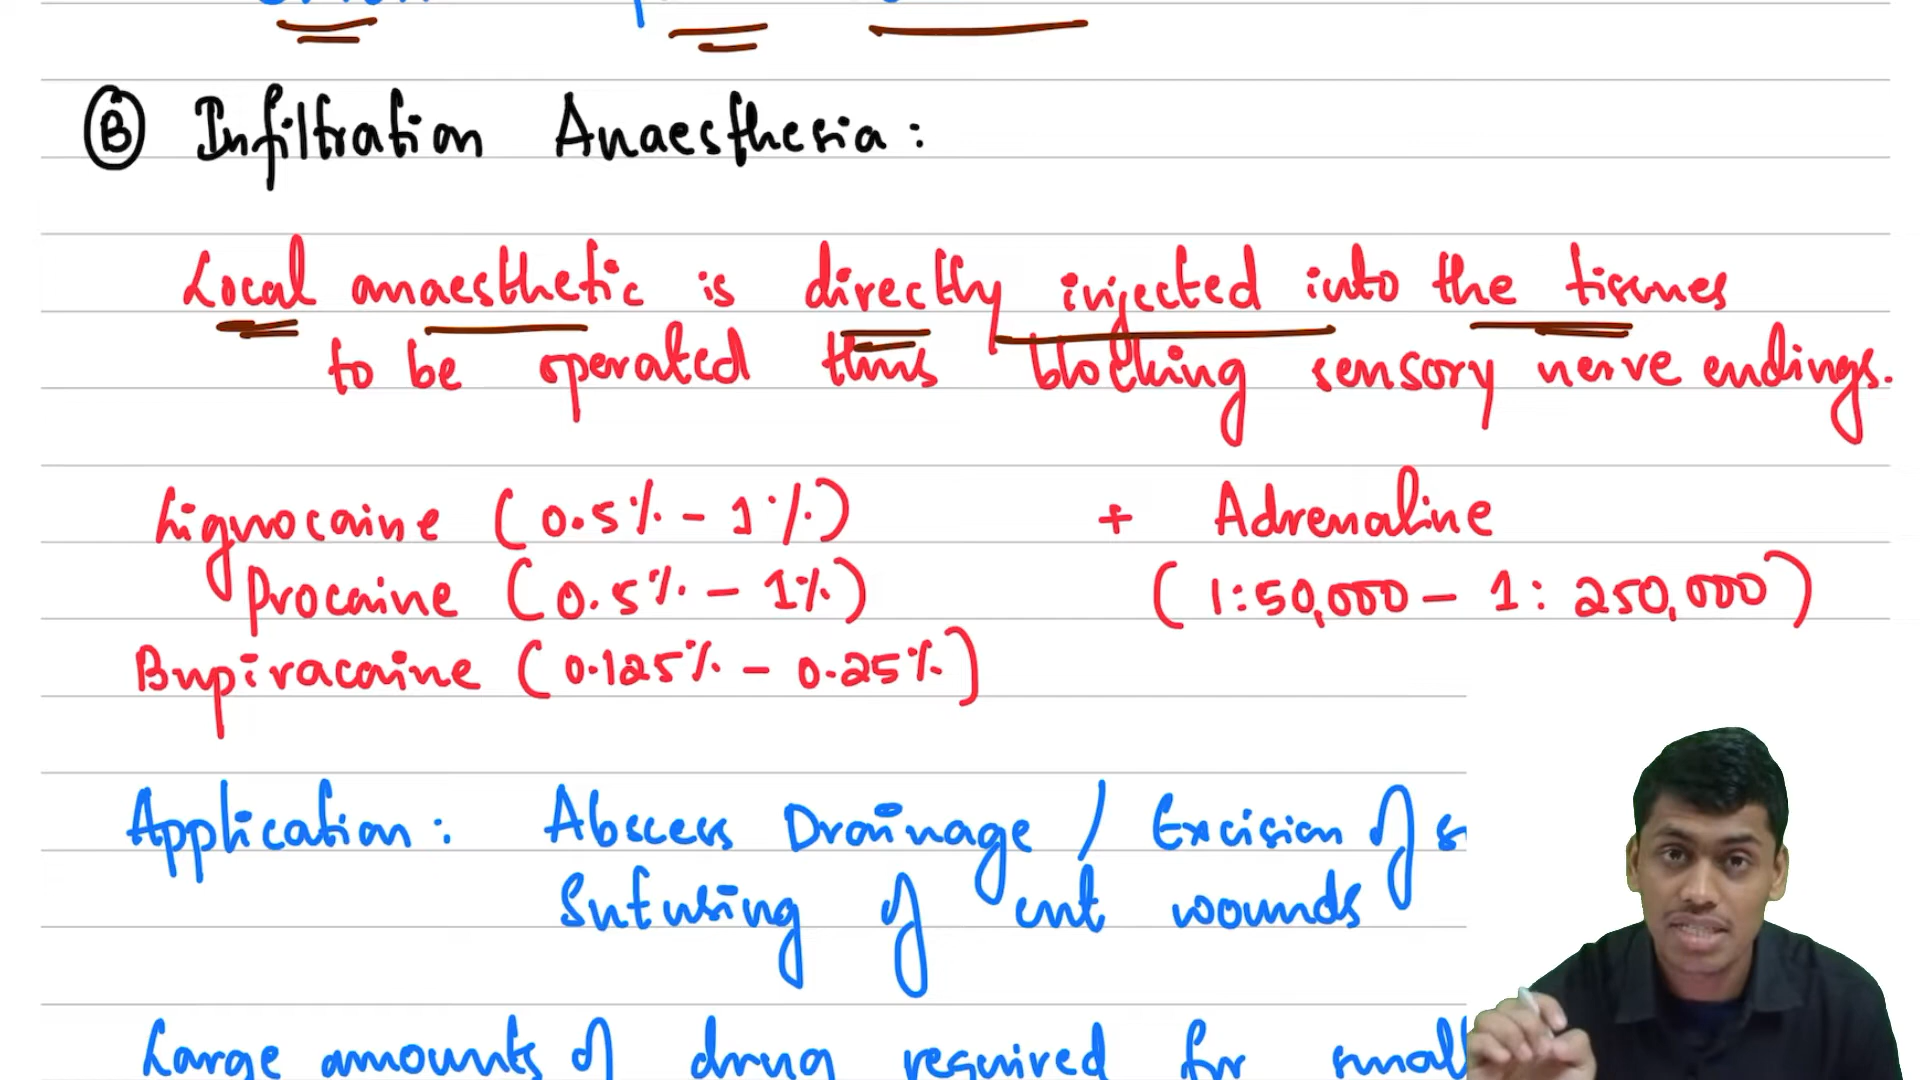 Ⓑ Infiltration Anaesthesia:
Local anaesthetic is directly injected into the tissues
to be operated thus blocking sensory nerve endings.
Lignocaine (0.5% - 1%) + Adrenaline
Procaine (0.5% - 1%) (1:50,000 - 1: 250,000)
Bupivacaine (0.125% - 0.25%)
Application: Abscess Drainage / Excision of
Suturing of cut wounds
Large amounts of drug required for small